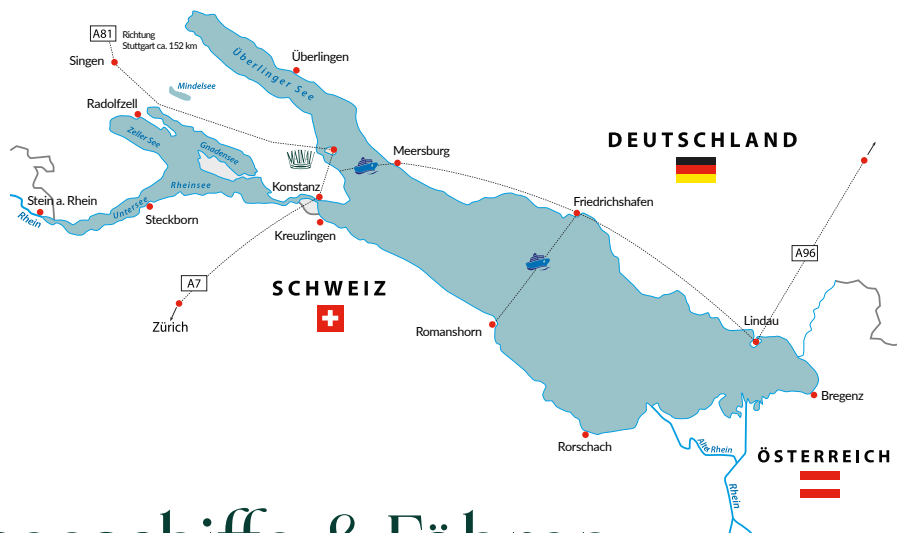 A81
Richtung
Stuttgart ca. 152 km
Singen
Überlingen
Überlinger See
Mindelsee
Radolfzell
Zeller See
Gnadensee
Meersburg
DEUTSCHLAND
Rheinsee
Konstanz
Stein a. Rhein
Untersee
Steckborn
Friedrichshafen
Rhein
Kreuzlingen
A96
A7
SCHWEIZ
Zürich
Romanshorn
Lindau
Bregenz
Rorschach
Alter Rhein
ÖSTERREICH
Rhein
& Fähren